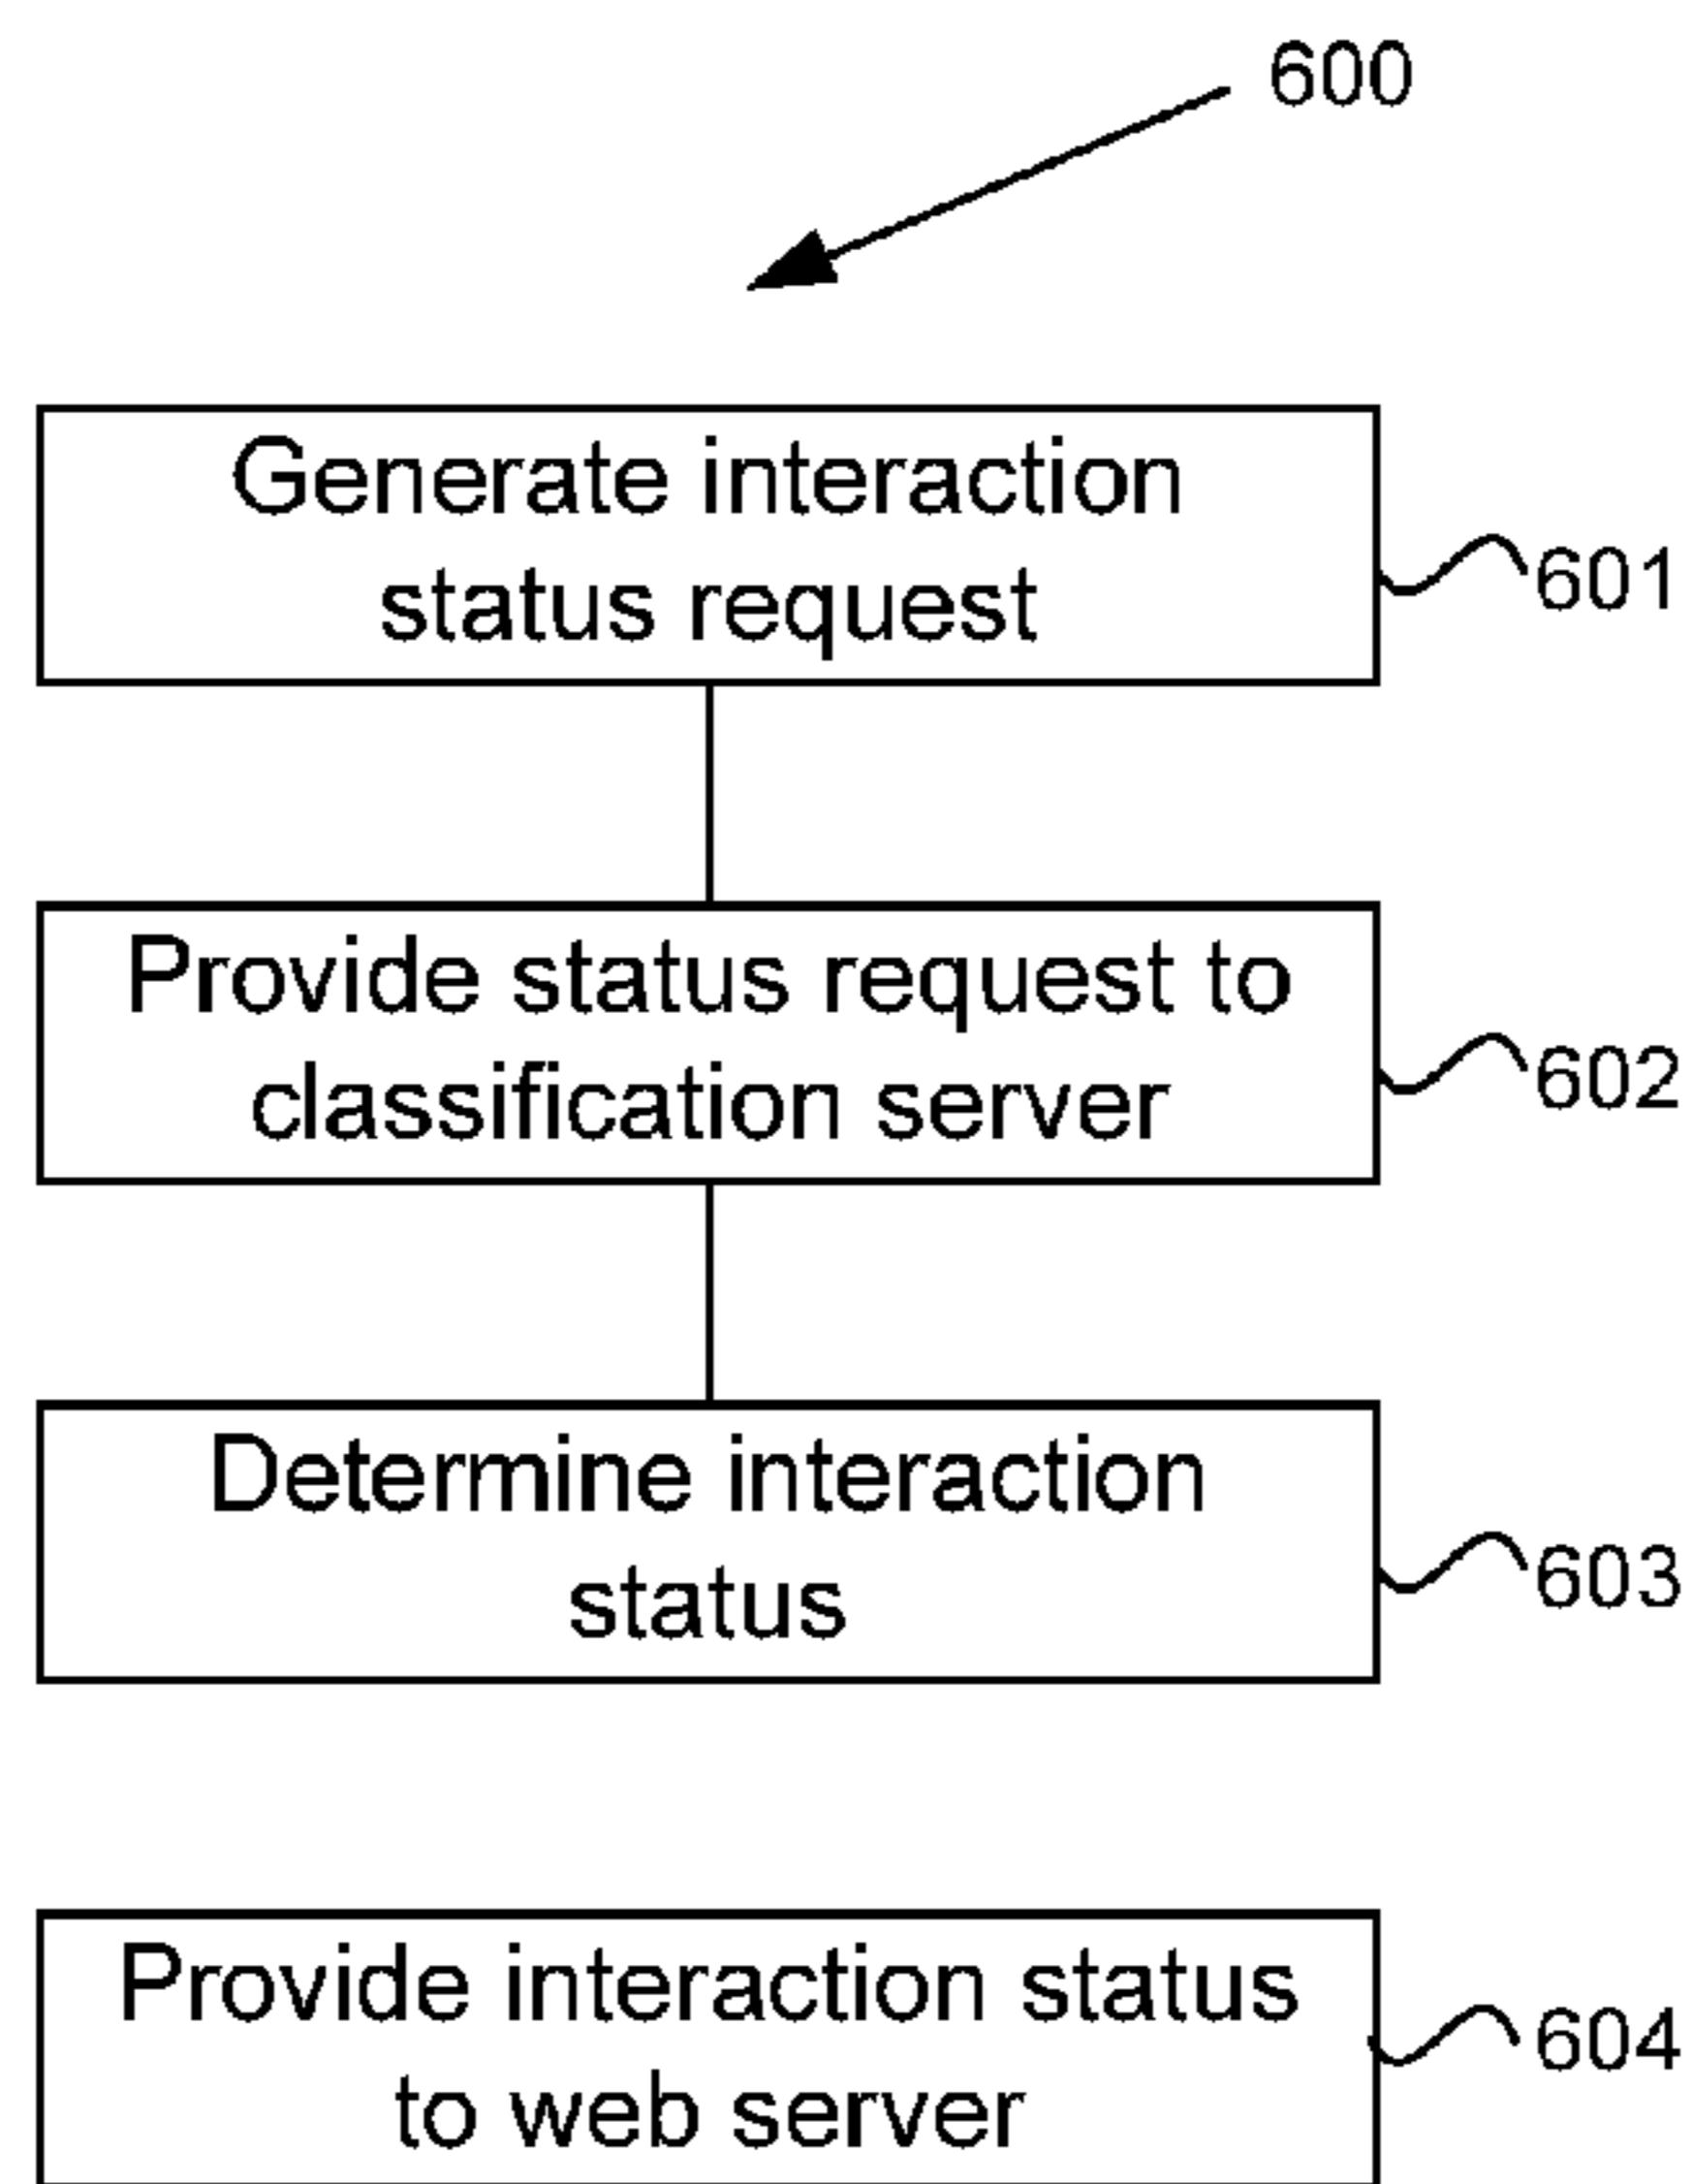 600
Generate interaction
status request
601
Provide status request to
classification server
602
Determine interaction
status
603
Provide interaction status
to web server
604